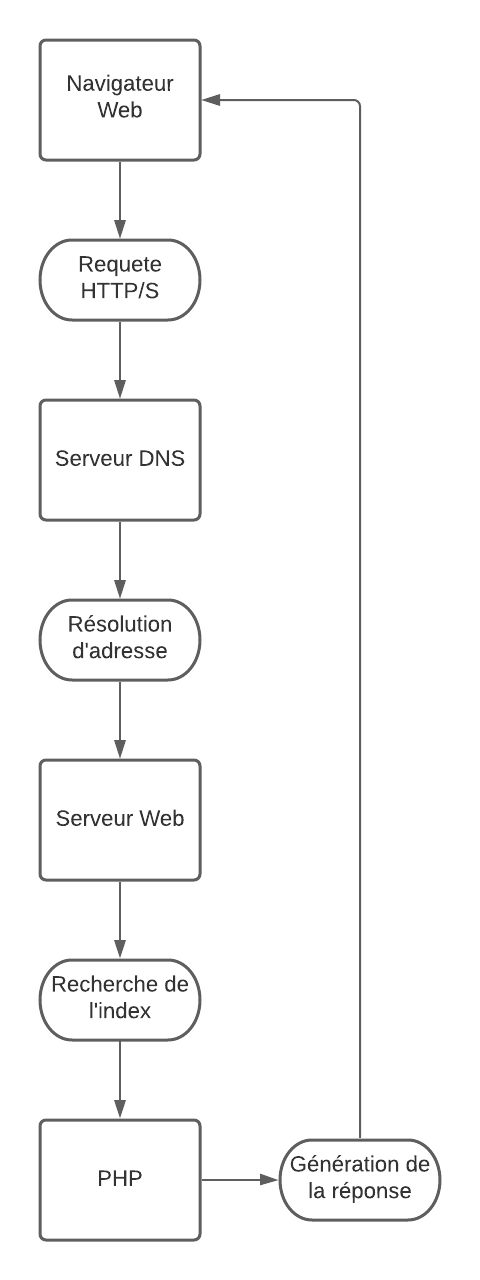 Navigateur
Web
Requete
HTTP/S
Serveur DNS
Résolution
d'adresse
Serveur Web
Recherche de
l'index
PHP
Génération de
la réponse